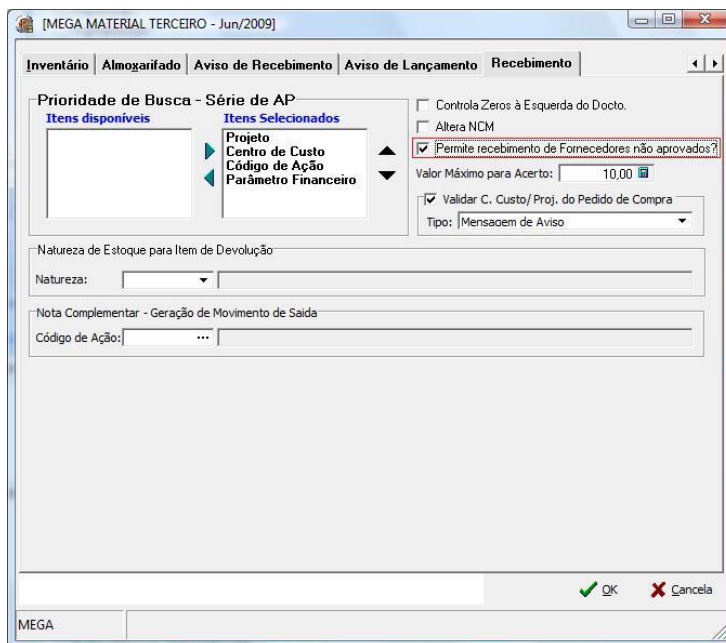 [MEGA MATERIAL TERCEIRO - Jun/2009]
Inventário Almoxarifado Aviso de Recebimento Aviso de Lançamento Recebimento
Prioridade de Busca - Série de AP
Itens disponíveis
Itens Selecionados
Projeto
Centro de Custo
Código de Ação
Parâmetro Financeiro
Controla Zeros à Esquerda do Docto.
Altera NCM
Permite recebimento de Fornecedores não aprovados?
Valor Máximo para Acerto: 10,00
Validar C. Custo/Proj. do Pedido de Compra
Tipo: Mensagem de Aviso
Natureza de Estoque para Item de Devolução
Natureza:
Nota Complementar - Geração de Movimento de Saida
Código de Ação: ...
OK Cancela
MEGA